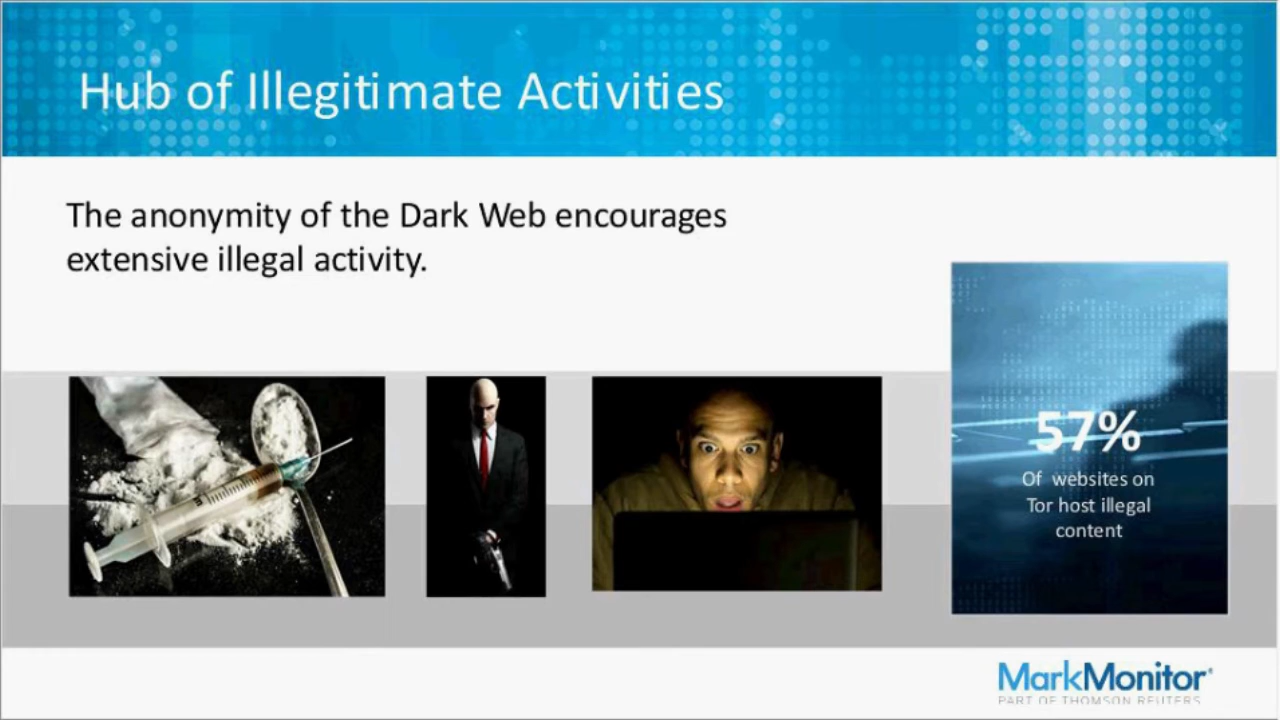 Hub of Illegitimate Activities
The anonymity of the Dark Web encourages
extensive illegal activity.
57%
Of websites on
Tor host illegal
content
MarkMonitor
PART OF THOMSON REUTERS